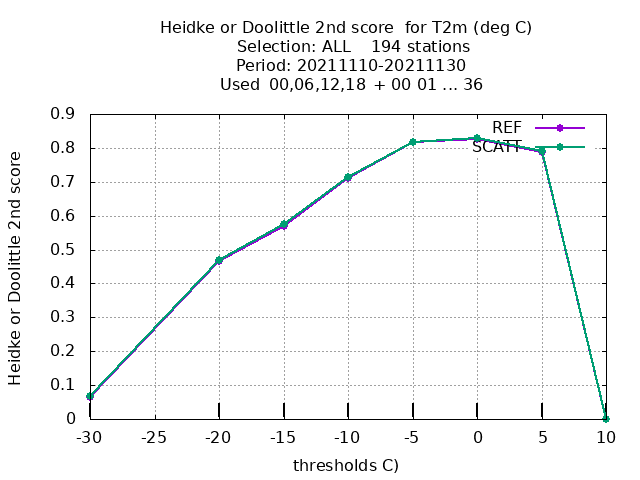 Heidke or Doolittle 2nd score  for T2m (deg C)
Selection: ALL    194 stations
Period: 20211110-20211130
Used  00,06,12,18  + 00 01 ... 36
REF
SCATT
Heidke or Doolittle 2nd score
0.9
0.8
0.7
0.6
0.5
0.4
0.3
0.2
0.1
0
-30 -25 -20 -15 -10 -5 0 5 10
thresholds C)